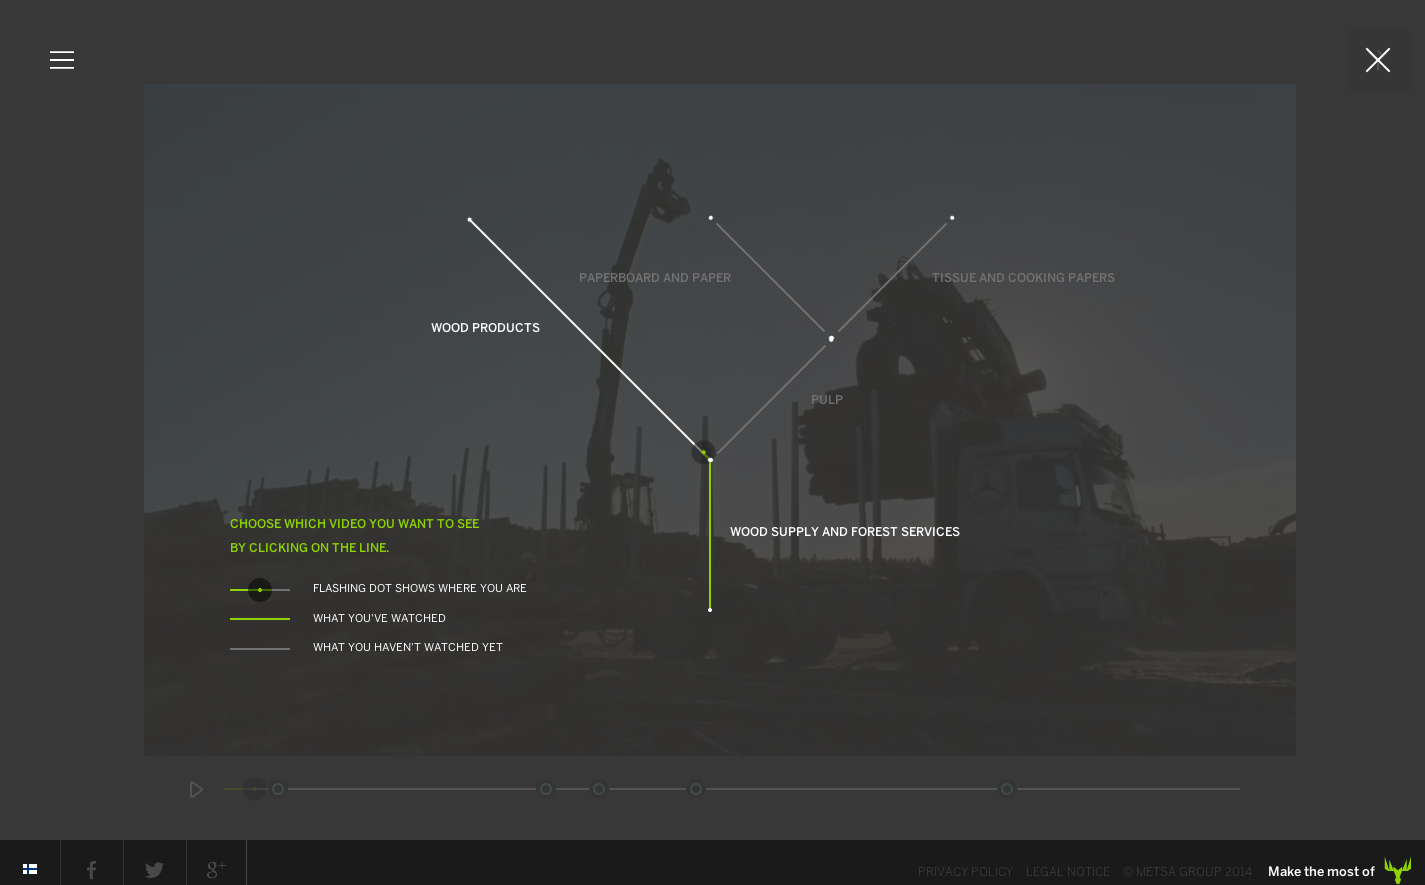 PAPERBOARD AND PAPER
TISSUE AND COOKING PAPERS
WOOD PRODUCTS
PULP
WOOD SUPPLY AND FOREST SERVICES
CHOOSE WHICH VIDEO YOU WANT TO SEE
BY CLICKING ON THE LINE.
FLASHING DOT SHOWS WHERE YOU ARE
WHAT YOU'VE WATCHED
WHAT YOU HAVEN'T WATCHED YET
PRIVACY POLICY LEGAL NOTICE © METSÄ GROUP 2014 Make the most of